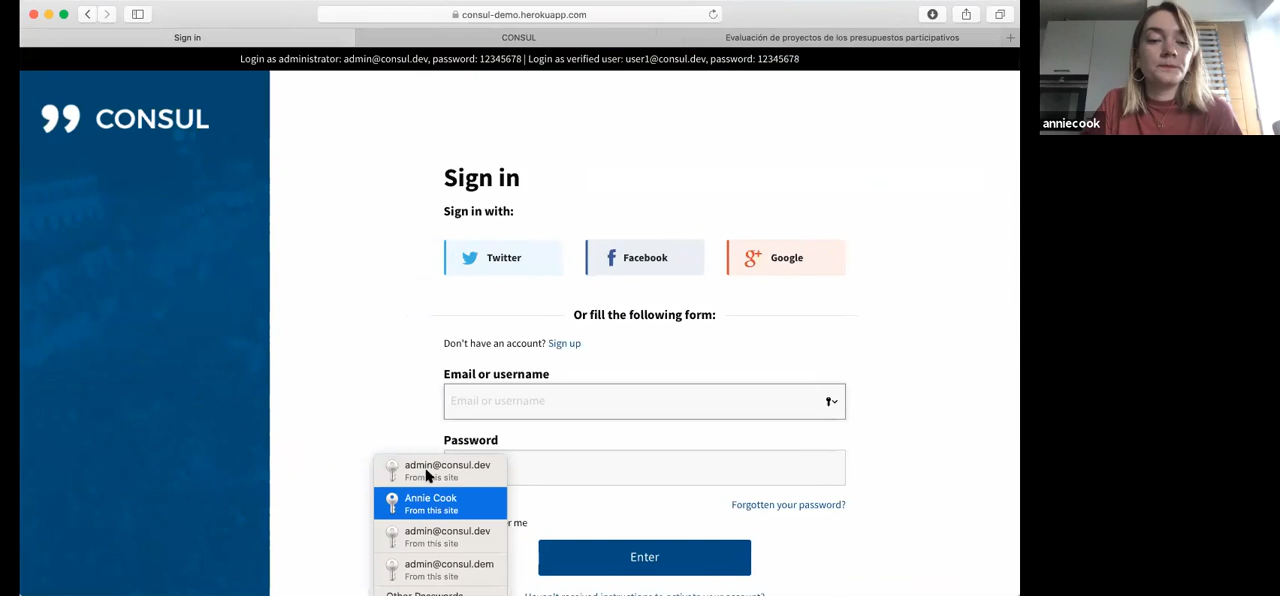 consul-demo.herokuapp.com
Sign in
CONSUL
Evaluación de proyectos de los presupuestos participativos
Login as administrator: admin@consul.dev, password: 12345678 | Login as verified user: user1@consul.dev, password: 12345678
CONSUL
anniecook
Sign in
Sign in with:
Twitter
Facebook
Google
Or fill the following form:
Don't have an account? Sign up
Email or username
Email or username
Password
admin@consul.dev
From this site
Annie Cook
From this site
admin@consul.dev
From this site
admin@consul.dem
From this site
Forgotten your password?
er me
Enter